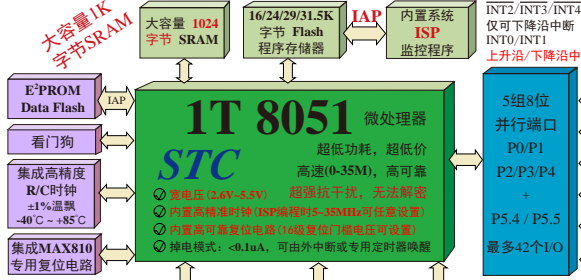 大容量1K
字节SRAM
大容量 1024
字节 SRAM
16/24/29/31.5K
字节 Flash
程序存储器
IAP
内置系统
ISP
监控程序
INT2/INT3/INT4
仅可下降沿中断
INT0/INT1
上升沿/下降沿中
E²PROM
Data Flash
IAP
看门狗
集成高精度
R/C时钟
±1%温飘
-40℃ ~ +85℃
集成MAX810
专用复位电路
1T 8051 微处理器
STC
超低功耗，超低价
高速(0-35M)，高可靠
宽电压(2.6V~5.5V) 超强抗干扰，无法解密
内置高精准时钟(ISP编程时5~35MHz可任意设置)
内置高可靠复位电路(16级复位门槛电压可设置)
掉电模式：<0.1uA，可由外中断或专用定时器唤醒
5组8位
并行端口
P0/P1
P2/P3/P4
+
P5.4 / P5.5
最多42个I/O